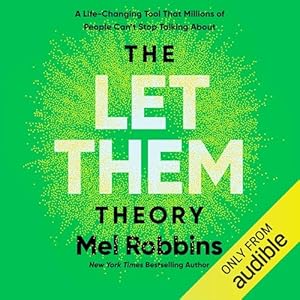 A Life-Changing Tool That Millions of
People Can't Stop Talking About
THE
LET
THEM
THEORY
Mel Robbins
New York Times Bestselling Author
ONLY FROM
audible